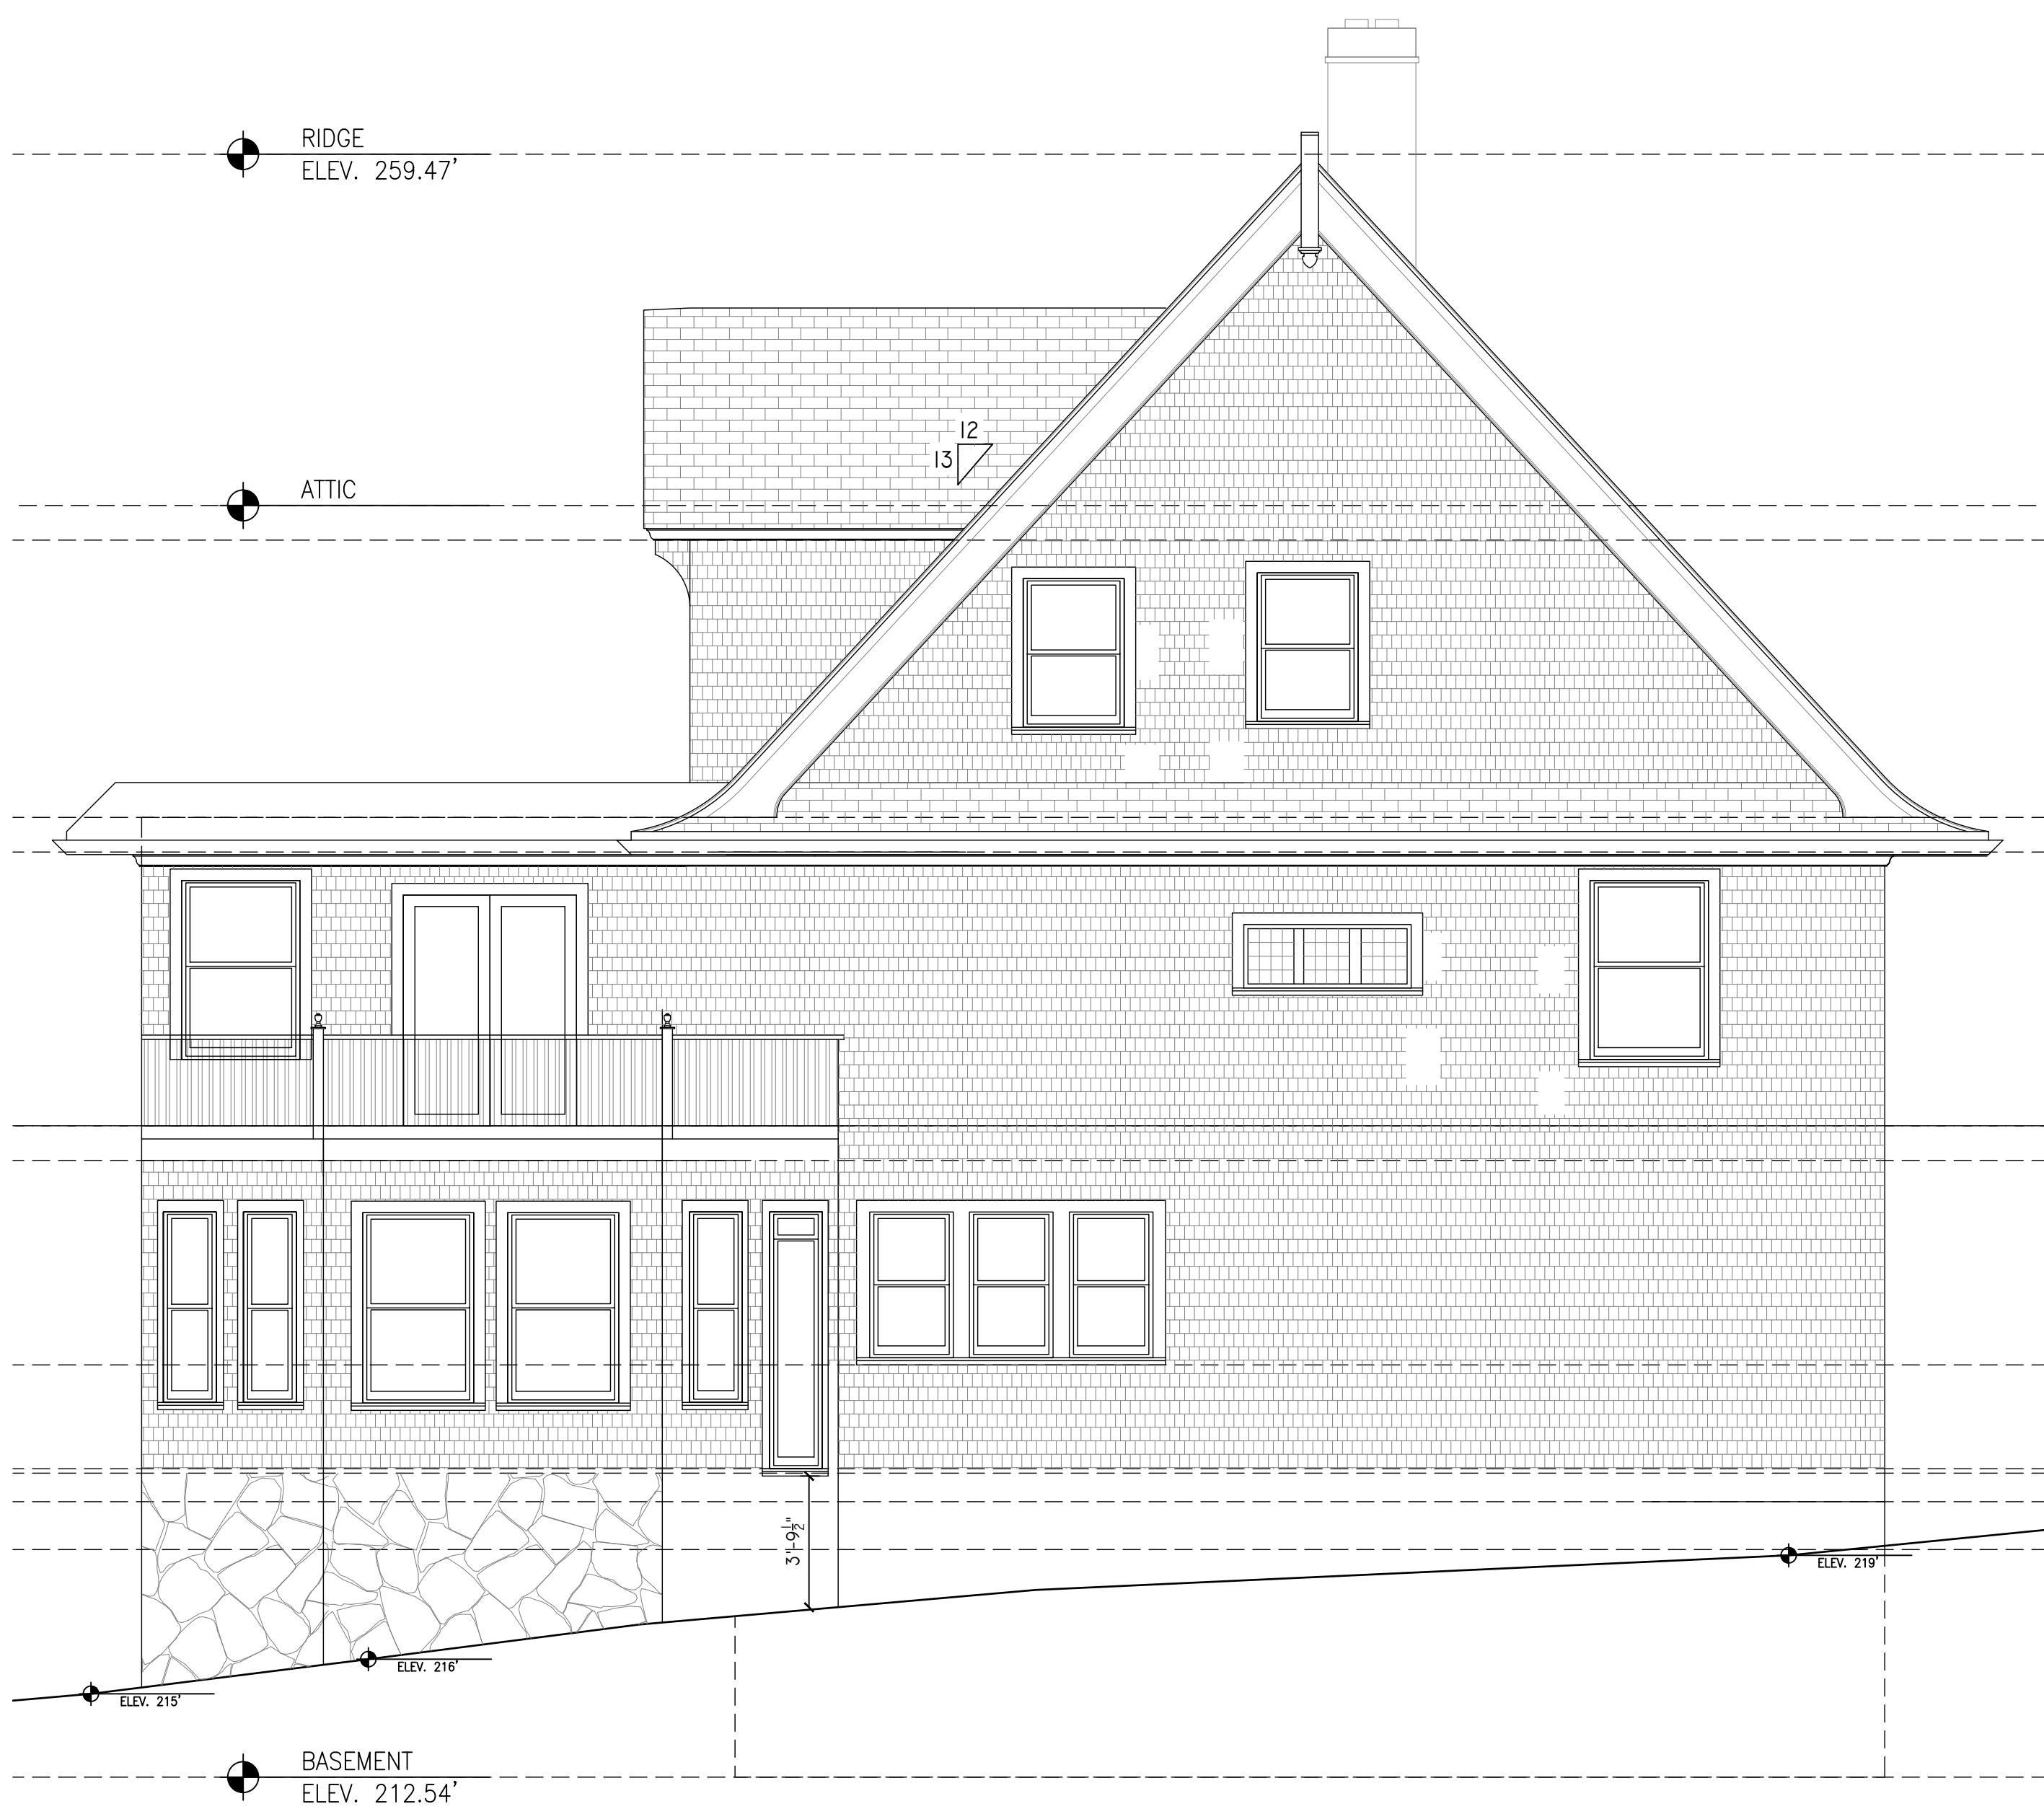 RIDGE
ELEV. 259.47'
12
13
ATTIC
3'-9½"
ELEV. 219'
ELEV. 216'
ELEV. 215'
BASEMENT
ELEV. 212.54'